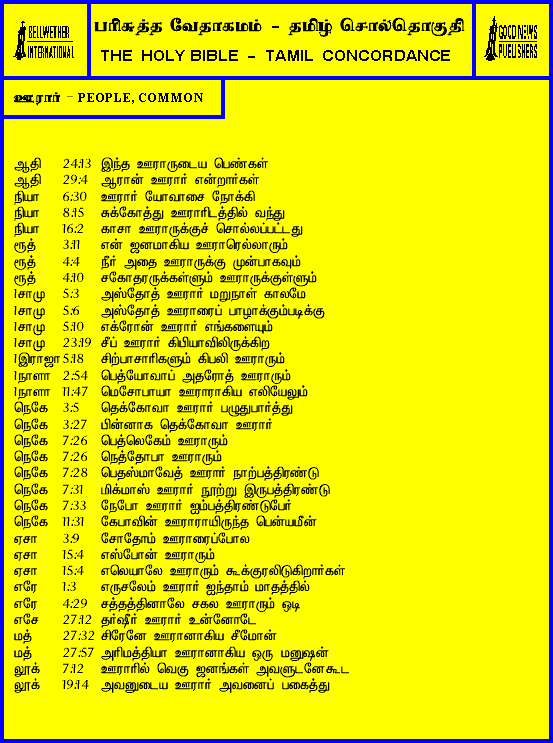 BELLWETHER
INTERNATIONAL
பரிசுத்த வேதாகமம் - தமிழ் சொல்தொகுதி
THE HOLY BIBLE - TAMIL CONCORDANCE
GOOD NEWS
PUBLISHERS
ஊரார் - PEOPLE, COMMON
ஆதி 24:13 இந்த ஊராருடைய பெண்கள்
ஆதி 29:4 ஆரான் ஊரார் என்றார்கள்
நியா 6:30 ஊரார் யோவாசை நோக்கி
நியா 8:15 சுக்கோத்து ஊராரிடத்தில் வந்து
நியா 16:2 காசா ஊராருக்குச் சொல்லப்பட்டது
ரூத் 3:11 என் ஜனமாகிய ஊராரெல்லாரும்
ரூத் 4:4 நீர் அதை ஊராருக்கு முன்பாகவும்
ரூத் 4:10 சகோதரருக்கள்ளும் ஊராருக்குள்ளும்
1சாமு 5:3 அஸ்தோத் ஊரார் மறுநாள் காலமே
1சாமு 5:6 அஸ்தோத் ஊராரைப் பாழாக்கும்படிக்கு
1சாமு 5:10 எக்ரோன் ஊரார் எங்களையும்
1சாமு 23:19 சீப் ஊரார் கிபியாவிலிருக்கிற
1இராஜா 5:18 சிற்பாசாரிகளும் கிபலி ஊராரும்
1நாளா 2:54 பெத்யோவாப் அதரோத் ஊராரும்
1நாளா 11:47 மெசோபாயா ஊராராகிய எலியேலும்
நெகே 3:5 தெக்கோவா ஊரார் பழுதுபார்த்து
நெகே 3:27 பின்னாக தெக்கோவா ஊரார்
நெகே 7:26 பெத்லெகேம் ஊராரும்
நெகே 7:26 நெத்தோபா ஊராரும்
நெகே 7:28 பெதஸ்மாவேத் ஊரார் நாற்பத்திரண்டு
நெகே 7:31 மிக்மாஸ் ஊரார் நூற்று இருபத்திரண்டு
நெகே 7:33 நேபோ ஊரார் ஐம்பத்திரண்டுபேர்
நெகே 11:31 கேபாவின் ஊராராயிருந்த பென்யமீன்
ஏசா 3:9 சோதோம் ஊராரைப்போல
ஏசா 15:4 எஸ்போன் ஊராரும்
ஏசா 15:4 எலெயாலே ஊராரும் கூக்குரலிடுகிறார்கள்
எரே 1:3 எருசலேம் ஊரார் ஐந்தாம் மாதத்தில்
எரே 4:29 சத்தத்தினாலே சகல ஊராரும் ஓடி
எசே 27:12 தர்ஷீர் ஊரார் உன்னோடே
மத் 27:32 சிரேனே ஊரானாகிய சீமோன்
மத் 27:57 அரிமத்தியா ஊரானாகிய ஒரு மனுஷன்
லூக் 7:12 ஊராரில் வெகு ஜனங்கள் அவளுடனேகூட
லூக் 19:14 அவனுடைய ஊரார் அவனைப் பகைத்து